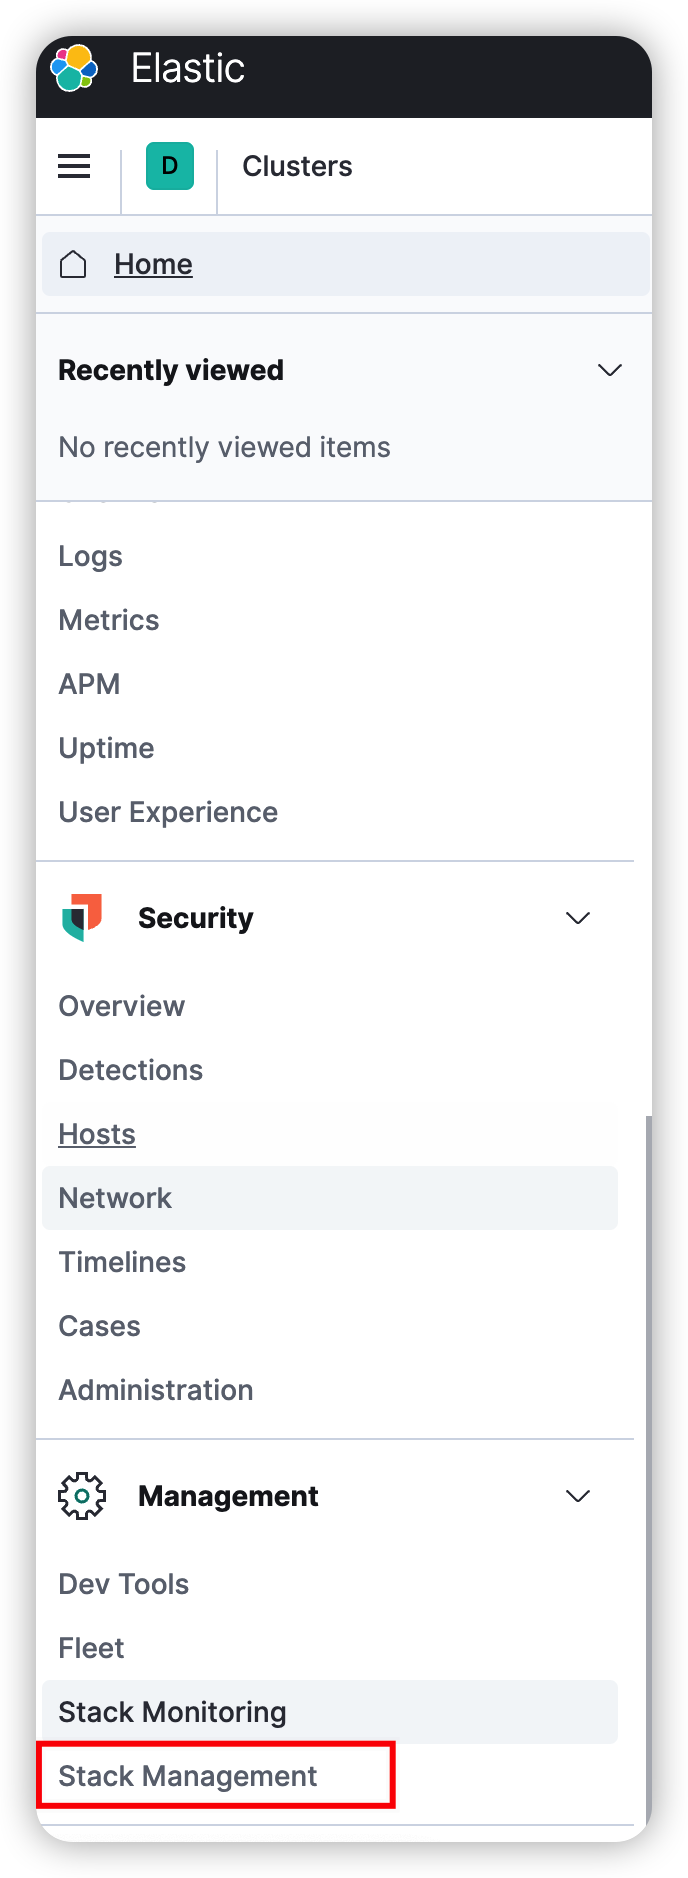 Elastic
D
Clusters
Home
Recently viewed
No recently viewed items
Logs
Metrics
APM
Uptime
User Experience
Security
Overview
Detections
Hosts
Network
Timelines
Cases
Administration
Management
Dev Tools
Fleet
Stack Monitoring
Stack Management